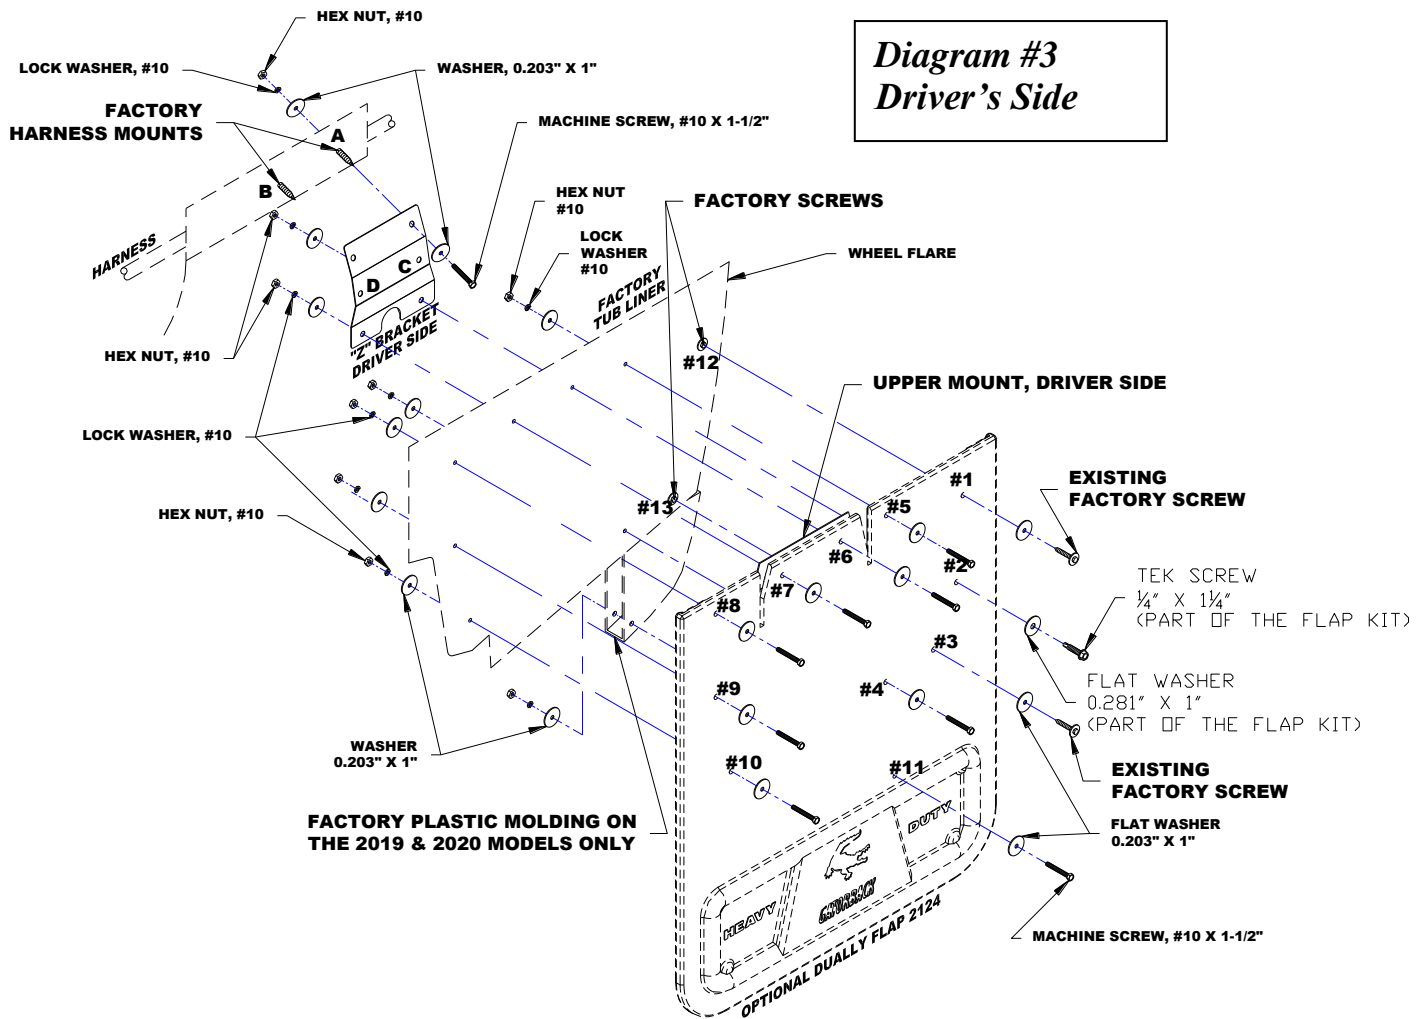 HEX NUT, #10
Diagram #3
Driver's Side
LOCK WASHER, #10
WASHER, 0.203" X 1"
FACTORY
HARNESS MOUNTS
A
MACHINE SCREW, #10 X 1-1/2"
B
HEX NUT
#10
FACTORY SCREWS
HARNESS
LOCK
WASHER
#10
WHEEL FLARE
C
D
FACTORY
TUB LINER
"Z" BRACKET
DRIVER SIDE
HEX NUT, #10
#12
UPPER MOUNT, DRIVER SIDE
LOCK WASHER, #10
#1
EXISTING
FACTORY SCREW
#13
#5
HEX NUT, #10
#6
#2
#7
TEK SCREW
¼" X 1¼"
(PART OF THE FLAP KIT)
#8
#3
#9
#4
FLAT WASHER
0.281" X 1"
(PART OF THE FLAP KIT)
WASHER
0.203" X 1"
#10
#11
EXISTING
FACTORY SCREW
FACTORY PLASTIC MOLDING ON
THE 2019 & 2020 MODELS ONLY
FLAT WASHER
0.203" X 1"
HEAVY
DUTY
GATORBACK
MACHINE SCREW, #10 X 1-1/2"
OPTIONAL DUALLY FLAP 2124